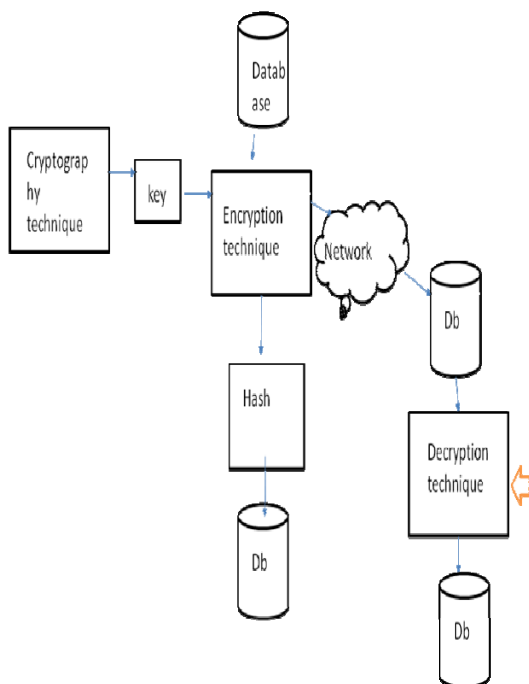 Datab
ase
Cryptograp
hy
technique
key
Encryption
technique
Network
Db
Hash
Decryption
technique
Db
Db